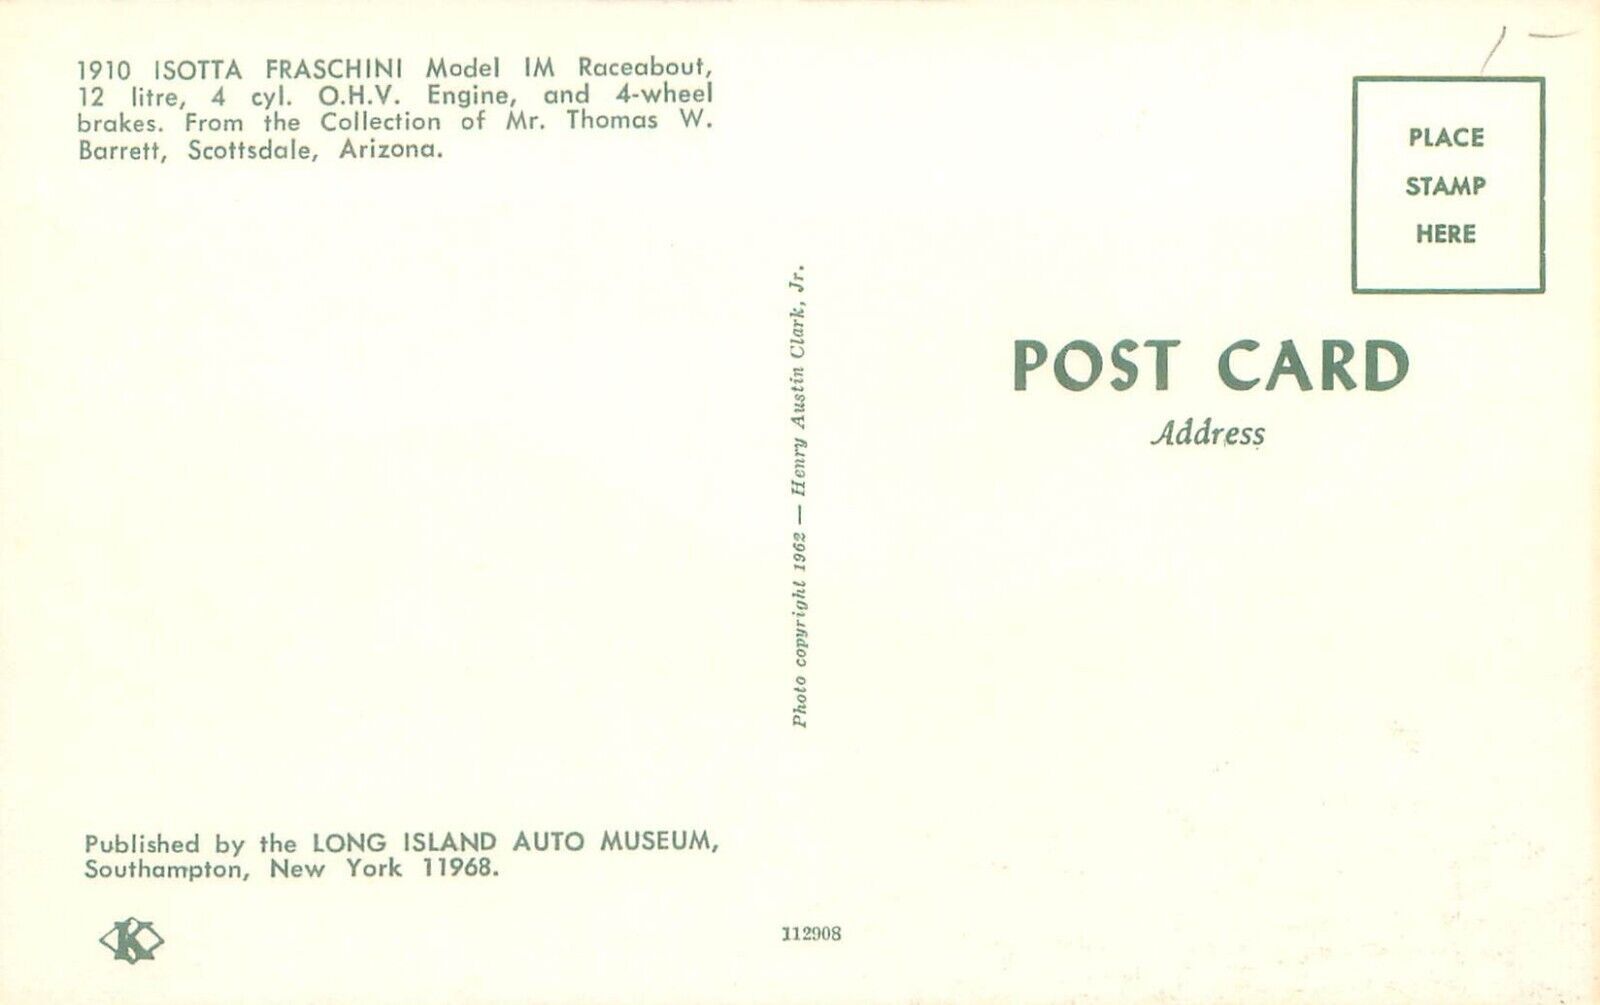 1910 ISOTTA FRASCHINI Model IM Raceabout,
12 litre, 4 cyl. O.H.V. Engine, and 4-wheel
brakes. From the Collection of Mr. Thomas W.
Barrett, Scottsdale, Arizona.
Published by the LONG ISLAND AUTO MUSEUM,
Southampton, New York 11968.
K
Photo copyright 1962 — Henry Austin Clark, Jr.
112908
1 —
PLACE
STAMP
HERE
POST CARD
Address